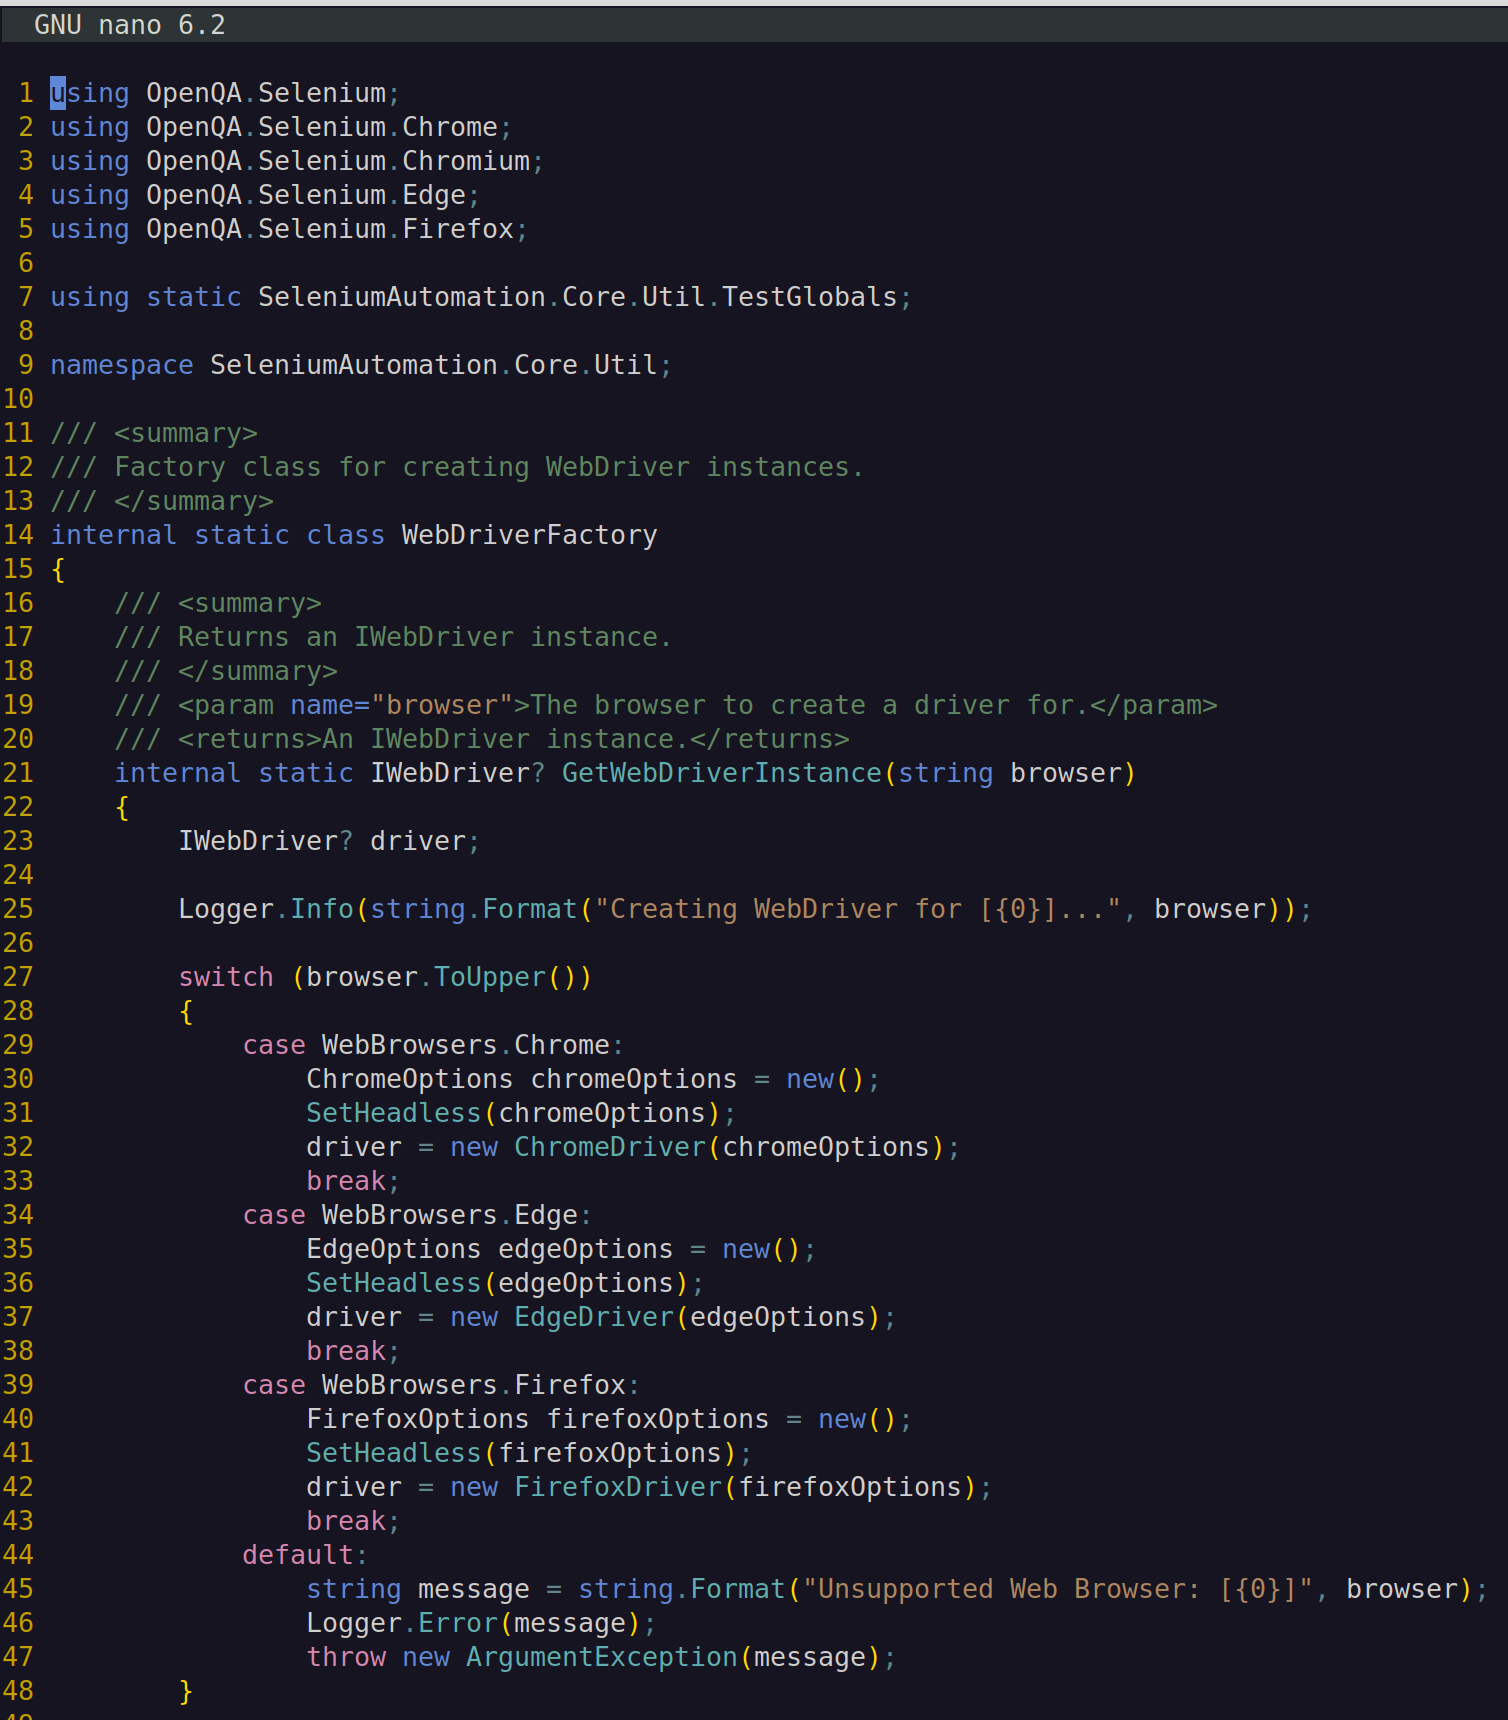 GNU nano 6.2
1 using OpenQA.Selenium;
2 using OpenQA.Selenium.Chrome;
3 using OpenQA.Selenium.Chromium;
4 using OpenQA.Selenium.Edge;
5 using OpenQA.Selenium.Firefox;
6
7 using static SeleniumAutomation.Core.Util.TestGlobals;
8
9 namespace SeleniumAutomation.Core.Util;
10
11 /// <summary>
12 /// Factory class for creating WebDriver instances.
13 /// </summary>
14 internal static class WebDriverFactory
15 {
16     /// <summary>
17     /// Returns an IWebDriver instance.
18     /// </summary>
19     /// <param name="browser">The browser to create a driver for.</param>
20     /// <returns>An IWebDriver instance.</returns>
21     internal static IWebDriver? GetWebDriverInstance(string browser)
22     {
23         IWebDriver? driver;
24
25         Logger.Info(string.Format("Creating WebDriver for [{0}]...", browser));
26
27         switch (browser.ToUpper())
28         {
29             case WebBrowsers.Chrome:
30                 ChromeOptions chromeOptions = new();
31                 SetHeadless(chromeOptions);
32                 driver = new ChromeDriver(chromeOptions);
33                 break;
34             case WebBrowsers.Edge:
35                 EdgeOptions edgeOptions = new();
36                 SetHeadless(edgeOptions);
37                 driver = new EdgeDriver(edgeOptions);
38                 break;
39             case WebBrowsers.Firefox:
40                 FirefoxOptions firefoxOptions = new();
41                 SetHeadless(firefoxOptions);
42                 driver = new FirefoxDriver(firefoxOptions);
43                 break;
44             default:
45                 string message = string.Format("Unsupported Web Browser: [{0}]", browser);
46                 Logger.Error(message);
47                 throw new ArgumentException(message);
48         }